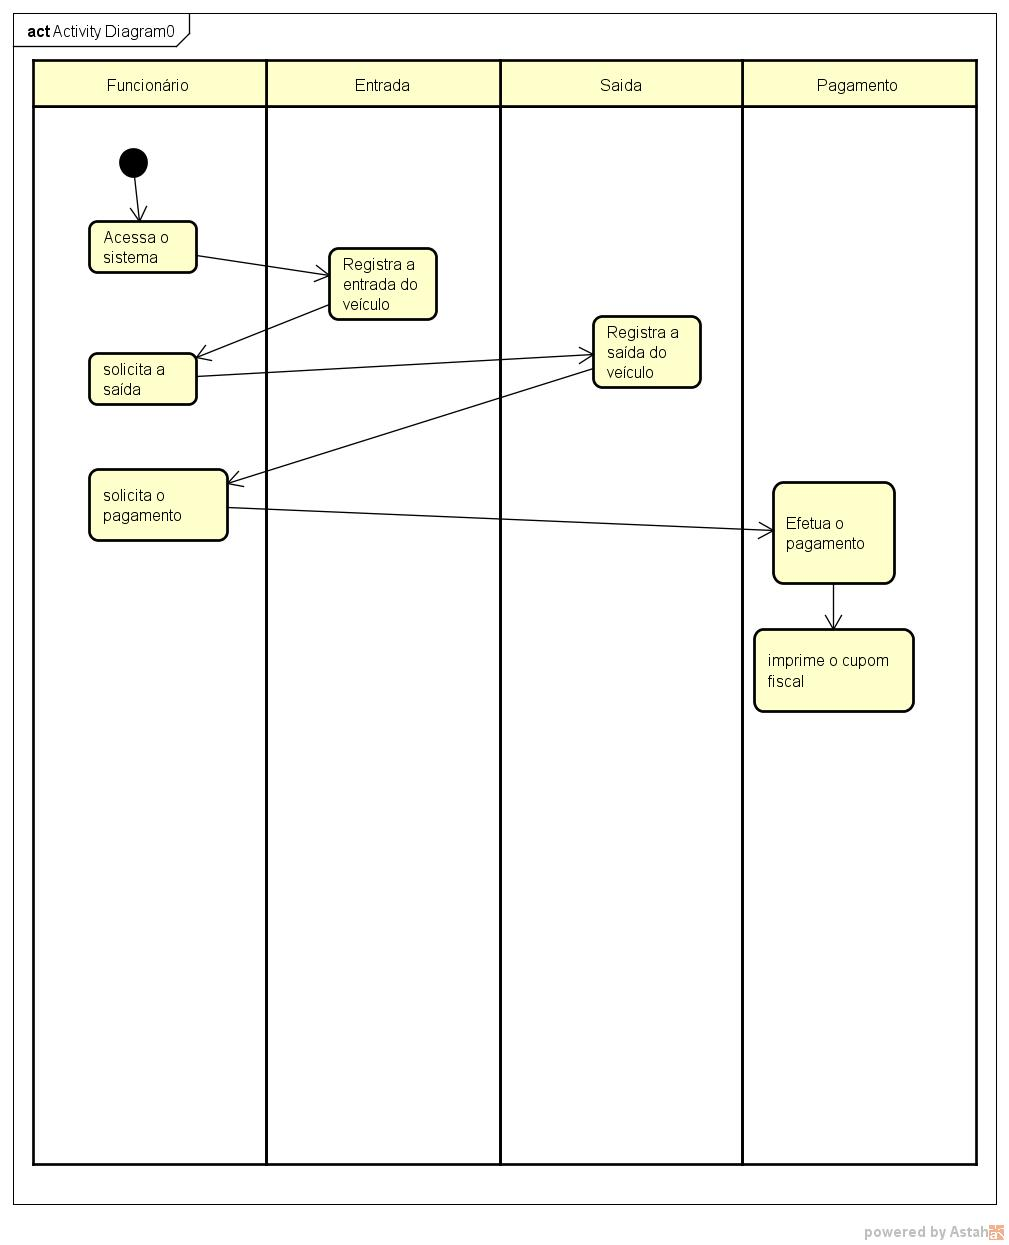 act Activity Diagram0
Funcionário
Entrada
Saida
Pagamento
Acessa o
sistema
Registra a
entrada do
veículo
solicita a
saída
Registra a
saída do
veículo
solicita o
pagamento
Efetua o
pagamento
imprime o cupom
fiscal
powered by Astah